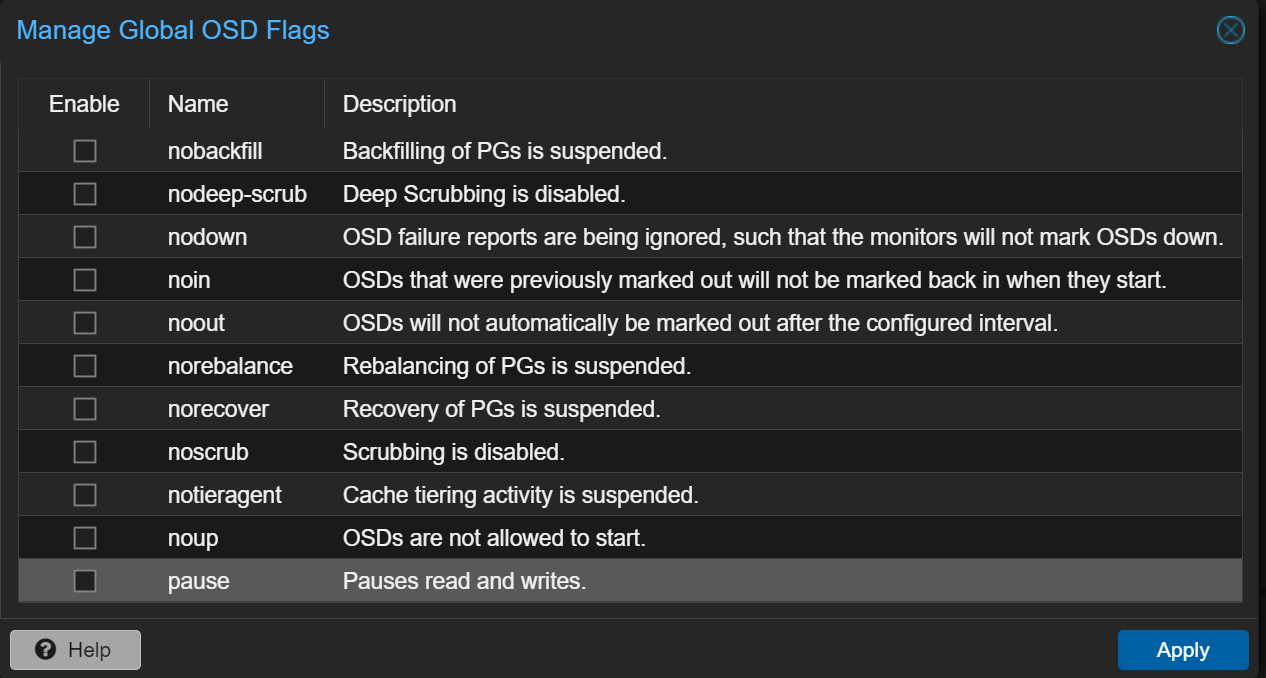 Manage Global OSD Flags
Enable Name Description
nobackfill Backfilling of PGs is suspended.
nodeep-scrub Deep Scrubbing is disabled.
nodown OSD failure reports are being ignored, such that the monitors will not mark OSDs down.
noin OSDs that were previously marked out will not be marked back in when they start.
noout OSDs will not automatically be marked out after the configured interval.
norebalance Rebalancing of PGs is suspended.
norecover Recovery of PGs is suspended.
noscrub Scrubbing is disabled.
notieragent Cache tiering activity is suspended.
noup OSDs are not allowed to start.
pause Pauses read and writes.
Help Apply